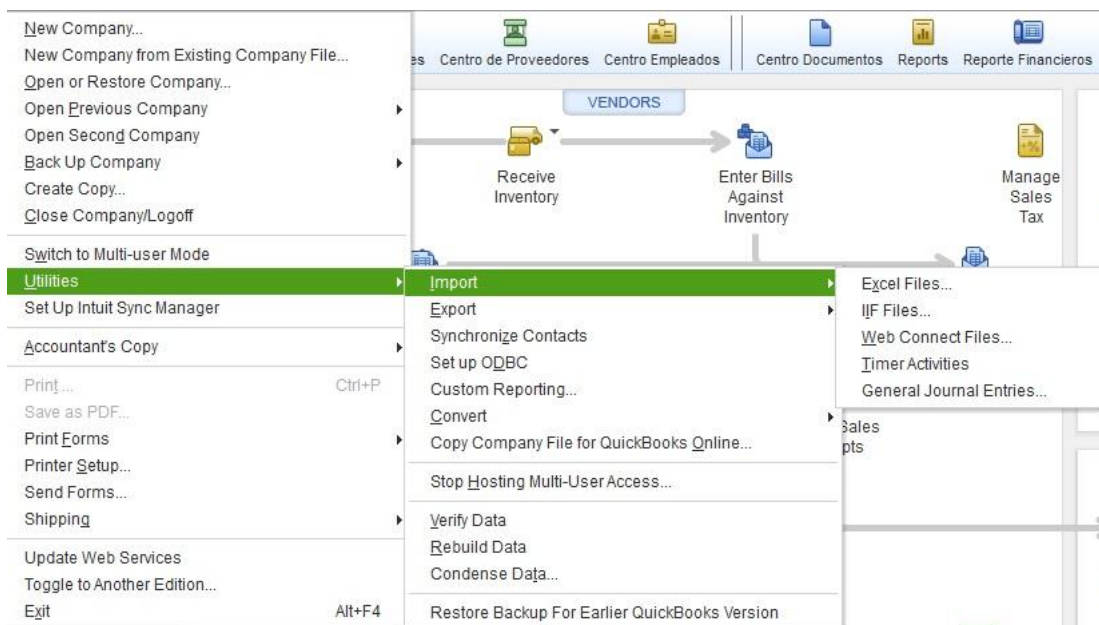 New Company...
New Company from Existing Company File...
Open or Restore Company...
Open Previous Company
Open Second Company
Back Up Company
Create Copy...
Close Company/Logoff
Switch to Multi-user Mode
Utilities
Set Up Intuit Sync Manager
Accountant's Copy
Print... Ctrl+P
Save as PDF...
Print Forms
Printer Setup...
Send Forms...
Shipping
Update Web Services
Toggle to Another Edition...
Exit Alt+F4
Import
Export
Synchronize Contacts
Set up ODBC
Custom Reporting...
Convert
Copy Company File for QuickBooks Online...
Stop Hosting Multi-User Access...
Verify Data
Rebuild Data
Condense Data...
Restore Backup For Earlier QuickBooks Version
Excel Files...
IIF Files...
Web Connect Files...
Timer Activities
General Journal Entries...
es Centro de Proveedores Centro Empleados Centro Documentos Reports Reporte Financieros
VENDORS
Receive
Inventory
Enter Bills
Against
Inventory
Manage
Sales
Tax
Sales
pts